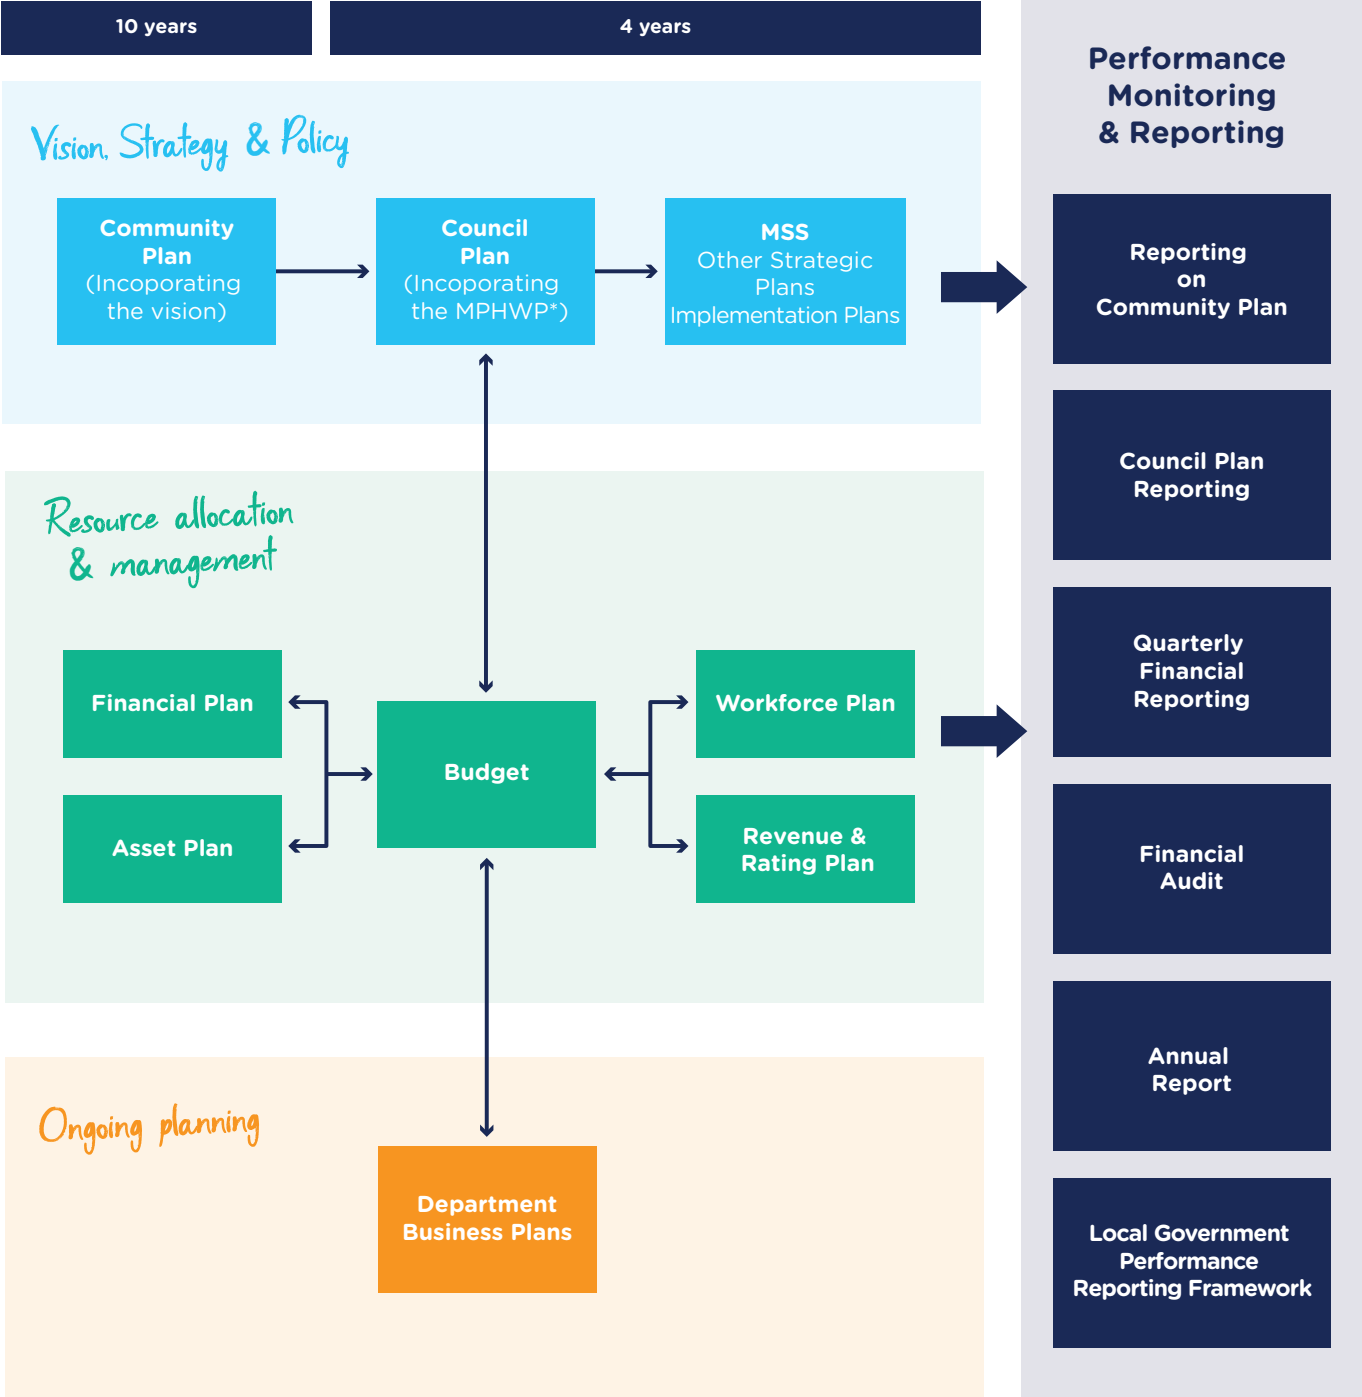 10 years
4 years
Vision, Strategy & Policy
Community
Plan
(Incoporating
the vision)
Council
Plan
(Incoporating
the MPHWP*)
MSS
Other Strategic
Plans
Implementation Plans
Resource allocation
& management
Financial Plan
Asset Plan
Budget
Workforce Plan
Revenue &
Rating Plan
Ongoing planning
Department
Business Plans
Performance
Monitoring
& Reporting
Reporting
on
Community Plan
Council Plan
Reporting
Quarterly
Financial
Reporting
Financial
Audit
Annual
Report
Local Government
Performance
Reporting Framework